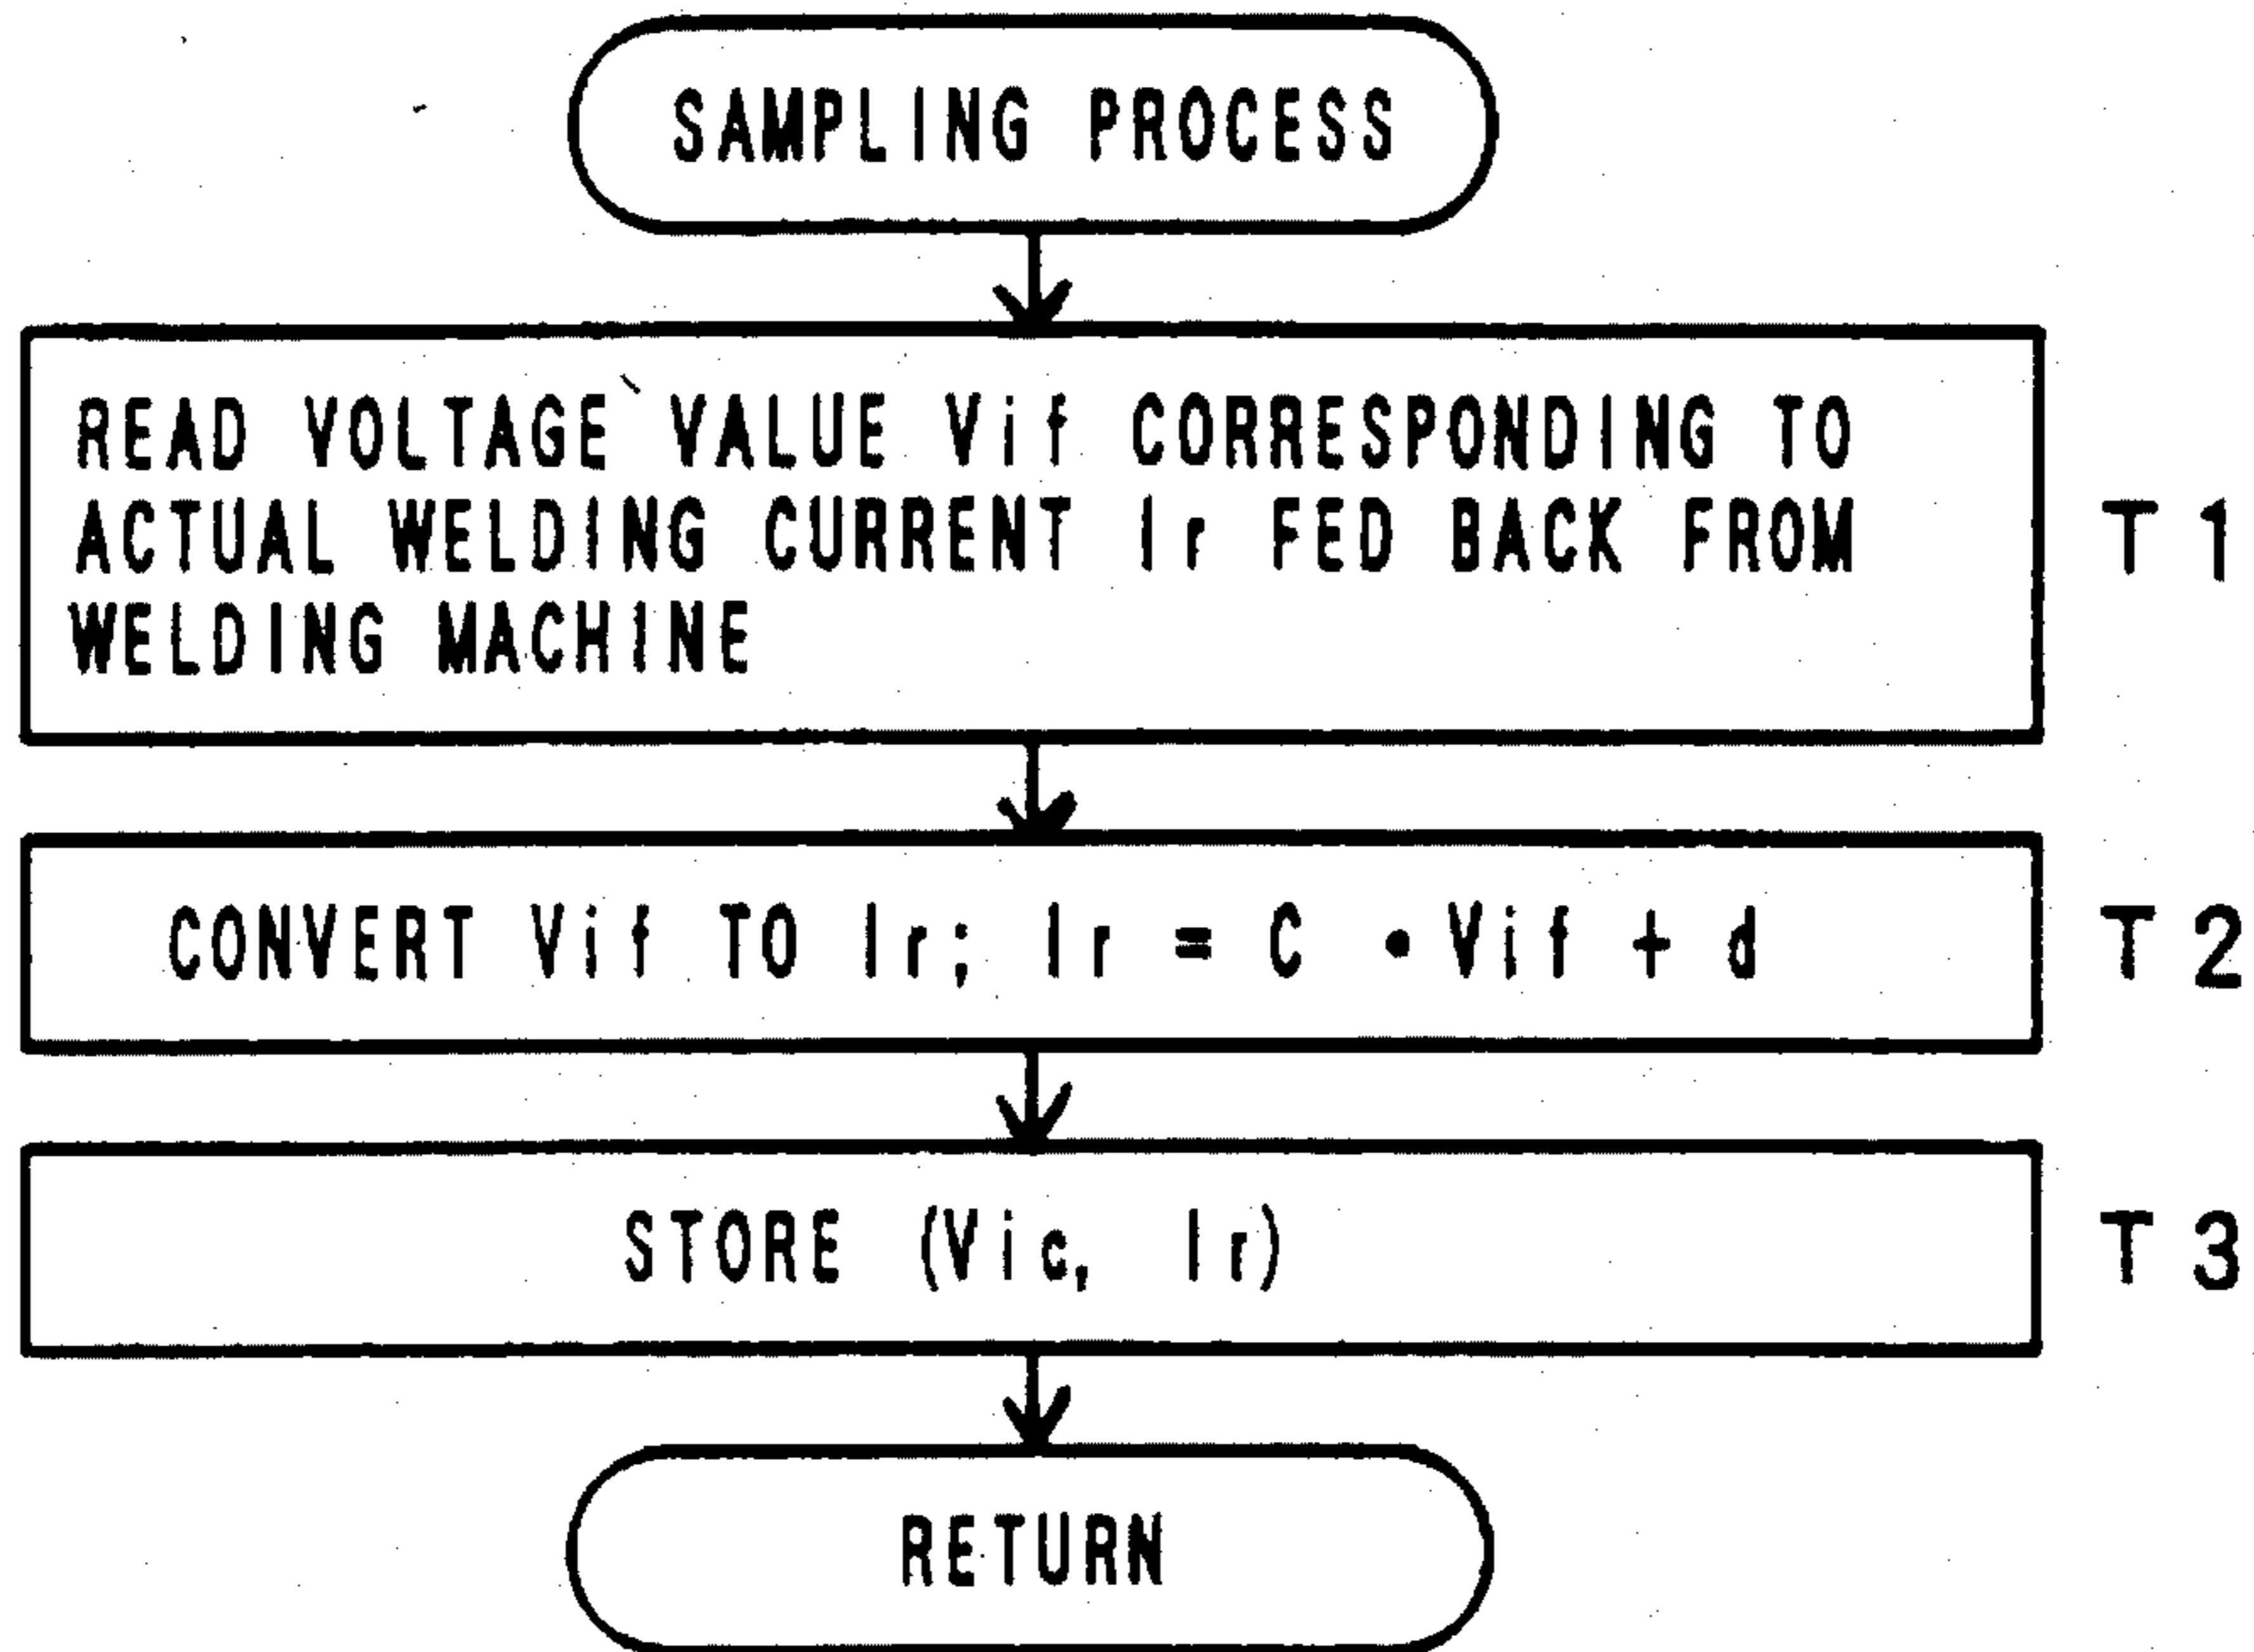 SAMPLING PROCESS
READ VOLTAGE VALUE Vif CORRESPONDING TO
ACTUAL WELDING CURRENT Ir FED BACK FROM
WELDING MACHINE
T1
CONVERT Vif TO Ir; Ir = C • Vif + d
T2
STORE (Vic, Ir)
T3
RETURN